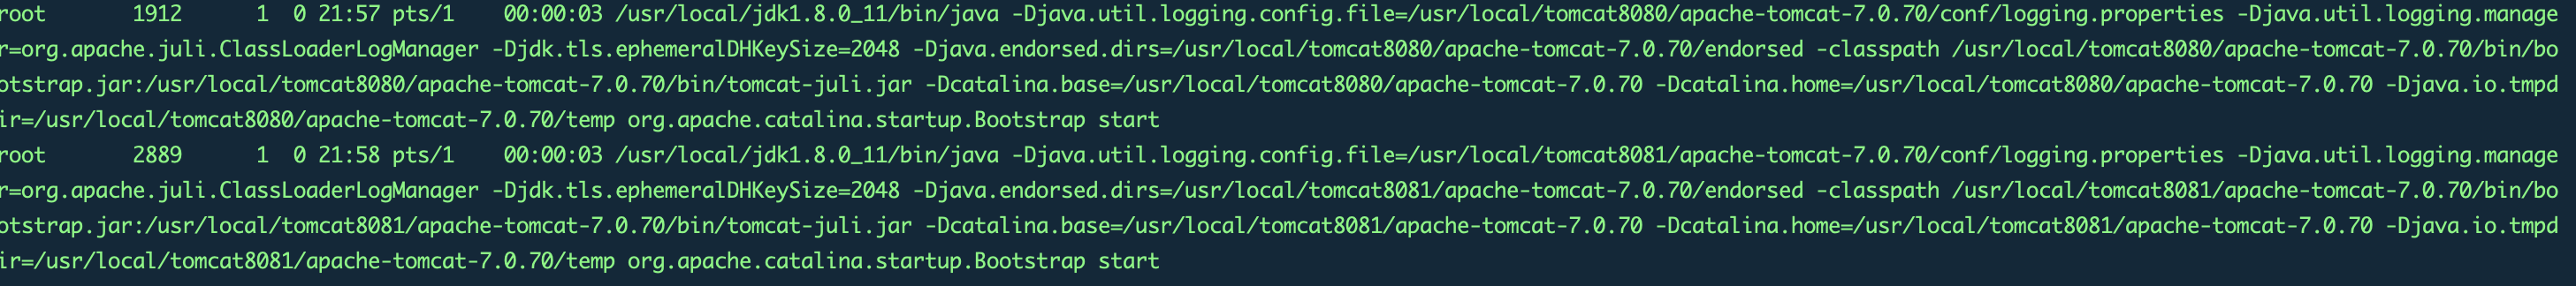 root       1912      1  0 21:57 pts/1    00:00:03 /usr/local/jdk1.8.0_11/bin/java -Djava.util.logging.config.file=/usr/local/tomcat8080/apache-tomcat-7.0.70/conf/logging.properties -Djava.util.logging.manage
r=org.apache.juli.ClassLoaderLogManager -Djdk.tls.ephemeralDHKeySize=2048 -Djava.endorsed.dirs=/usr/local/tomcat8080/apache-tomcat-7.0.70/endorsed -classpath /usr/local/tomcat8080/apache-tomcat-7.0.70/bin/bo
otstrap.jar:/usr/local/tomcat8080/apache-tomcat-7.0.70/bin/tomcat-juli.jar -Dcatalina.base=/usr/local/tomcat8080/apache-tomcat-7.0.70 -Dcatalina.home=/usr/local/tomcat8080/apache-tomcat-7.0.70 -Djava.io.tmpd
ir=/usr/local/tomcat8080/apache-tomcat-7.0.70/temp org.apache.catalina.startup.Bootstrap start
root       2889      1  0 21:58 pts/1    00:00:03 /usr/local/jdk1.8.0_11/bin/java -Djava.util.logging.config.file=/usr/local/tomcat8081/apache-tomcat-7.0.70/conf/logging.properties -Djava.util.logging.manage
r=org.apache.juli.ClassLoaderLogManager -Djdk.tls.ephemeralDHKeySize=2048 -Djava.endorsed.dirs=/usr/local/tomcat8081/apache-tomcat-7.0.70/endorsed -classpath /usr/local/tomcat8081/apache-tomcat-7.0.70/bin/bo
otstrap.jar:/usr/local/tomcat8081/apache-tomcat-7.0.70/bin/tomcat-juli.jar -Dcatalina.base=/usr/local/tomcat8081/apache-tomcat-7.0.70 -Dcatalina.home=/usr/local/tomcat8081/apache-tomcat-7.0.70 -Djava.io.tmpd
ir=/usr/local/tomcat8081/apache-tomcat-7.0.70/temp org.apache.catalina.startup.Bootstrap start